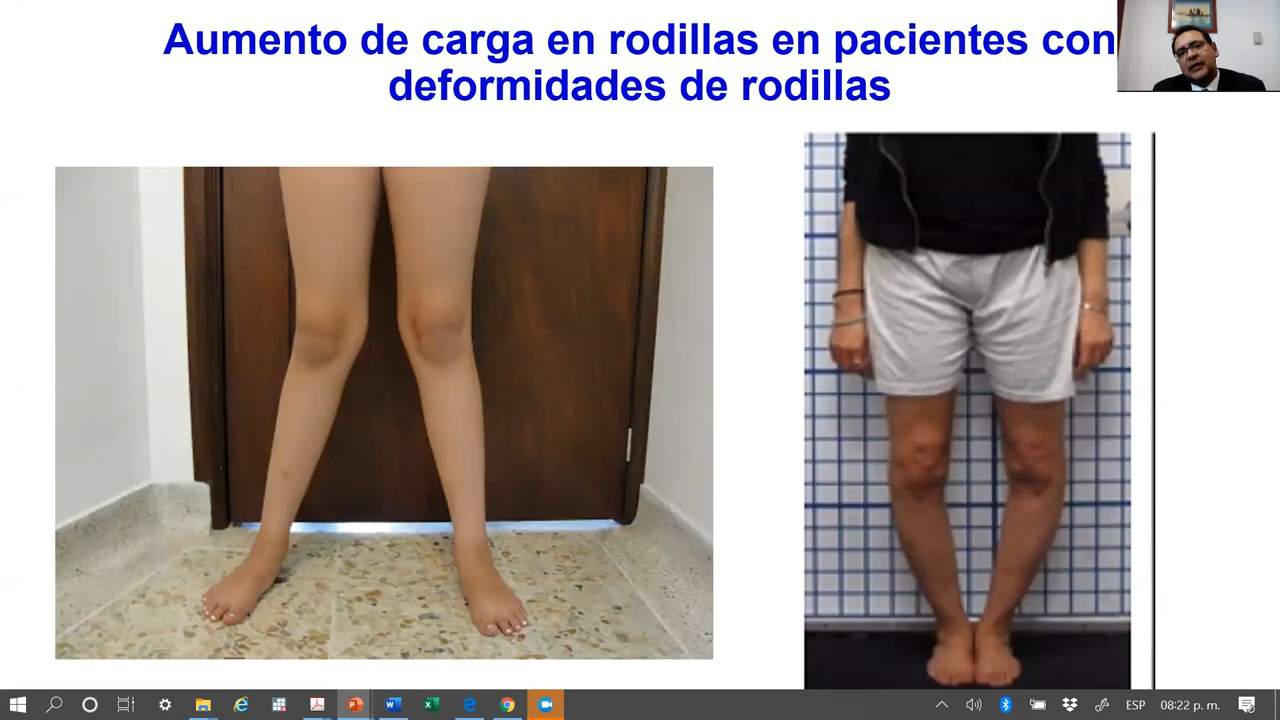 Aumento de carga en rodillas en pacientes con
deformidades de rodillas
ESP
08:22 p. m.